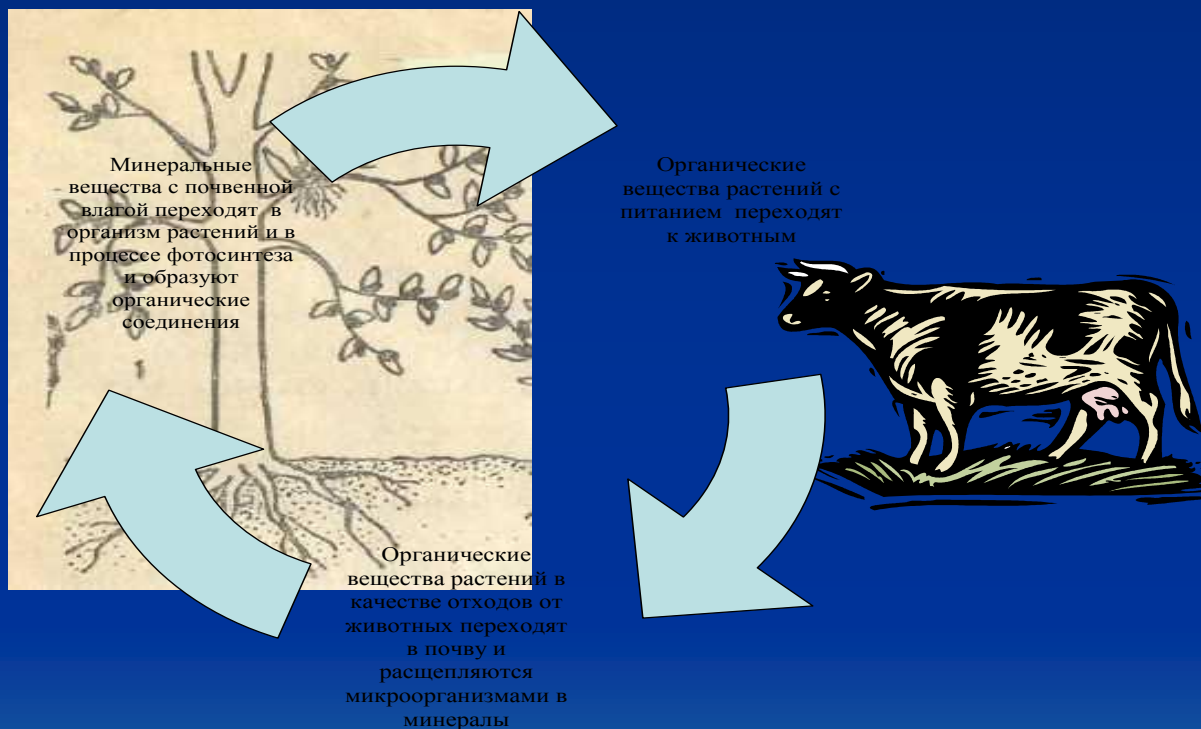 Минеральные
вещества с почвенной
влагой переходят в
организм растений и в
процессе фотосинтеза
и образуют
органические
соединения
Органические
вещества растений с
питанием переходят
к животным
Органические
вещества растений в
качестве отходов от
животных переходят
в почву и
расщепляются
микроорганизмами в
минералы